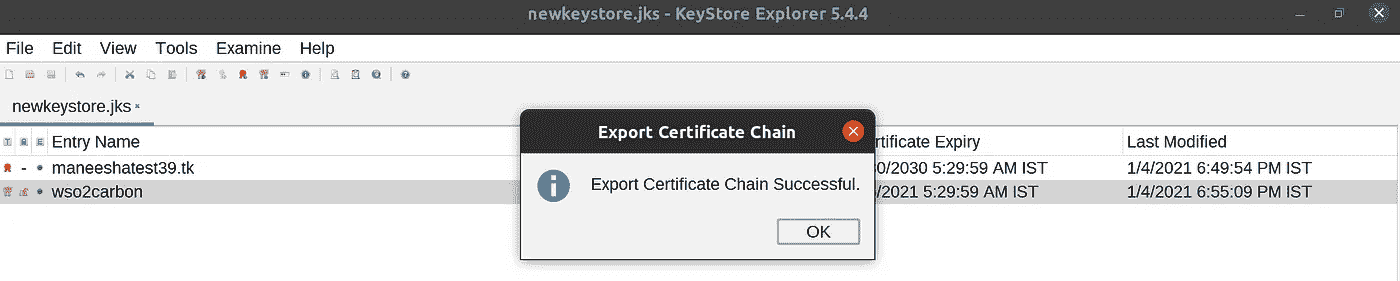 newkeystore.jks - KeyStore Explorer 5.4.4
File Edit View Tools Examine Help
newkeystore.jks
Entry Name rtificate Expiry Last Modified
maneeshatest39.tk 0/2030 5:29:59 AM IST 1/4/2021 6:49:54 PM IST
wso2carbon /2021 5:29:59 AM IST 1/4/2021 6:55:09 PM IST
Export Certificate Chain
Export Certificate Chain Successful.
OK